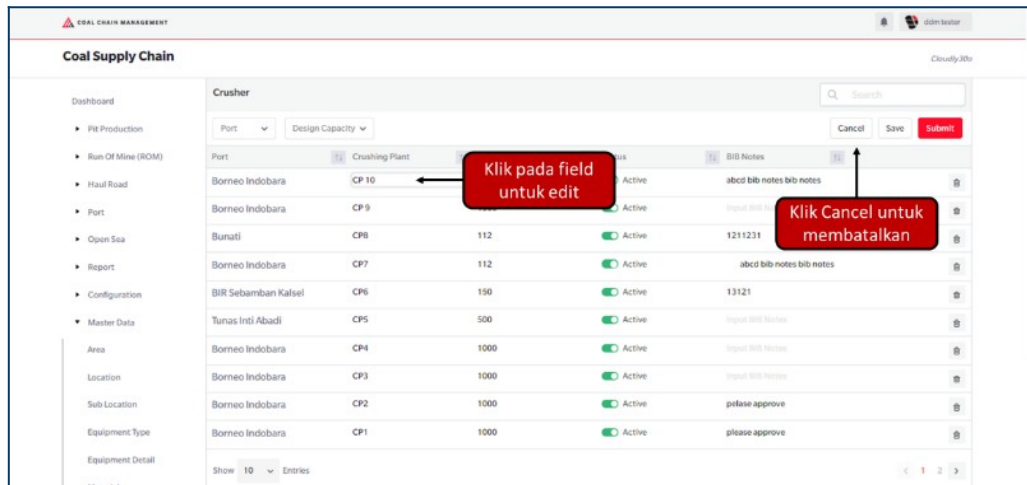 COAL CHAIN MANAGEMENT
ddm tester
Coal Supply Chain
Cloudly 30o
Dashboard
Pit Production
Run Of Mine (ROM)
Haul Road
Port
Open Sea
Report
Configuration
Master Data
Area
Location
Sub Location
Equipment Type
Equipment Detail
Crusher
Search
Port Design Capacity Cancel Save Submit
Port Crushing Plant BIB Notes
Borneo Indobara CP 10 Active abcd bib notes bib notes
Borneo Indobara CP 9 Active
Bunati CP8 112 Active 1211231
Borneo Indobara CP7 112 Active abcd bib notes bib notes
BIR Sebamban Kalsel CP6 150 Active 13121
Tunas Inti Abadi CP5 500 Active Input BIB Notes
Borneo Indobara CP4 1000 Active Input BIB Notes
Borneo Indobara CP3 1000 Active Input BIB Notes
Borneo Indobara CP2 1000 Active pelase approve
Borneo Indobara CP1 1000 Active please approve
Klik pada field
untuk edit
Klik Cancel untuk
membatalkan
Show 10 Entries
< 1 2 >